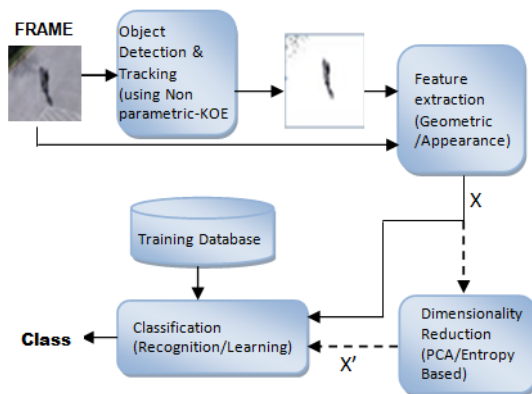 FRAME
Object
Detection &
Tracking
(using Non
parametric-KOE
Feature
extraction
(Geometric
/Appearance)
X
Training Database
Classification
(Recognition/Learning)
Class
X'
Dimensionality
Reduction
(PCA/Entropy
Based)